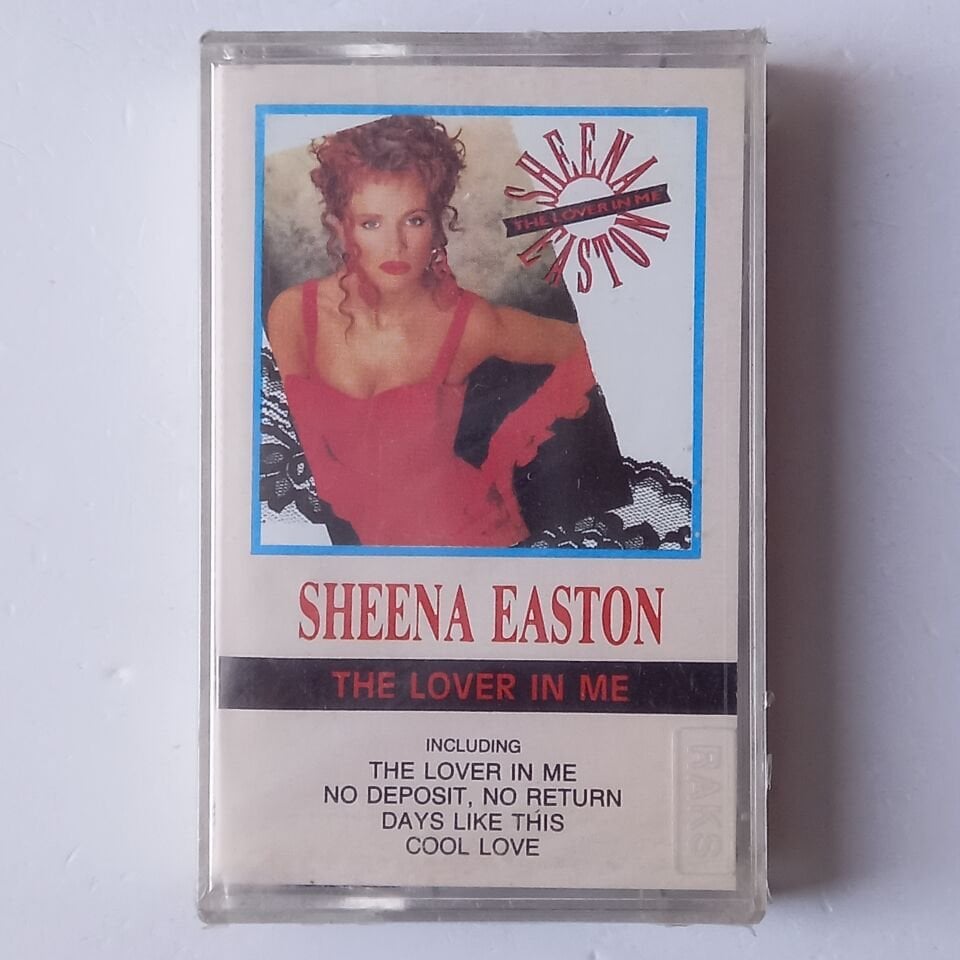 SHEENA
THE LOVER IN ME
EASTON
SHEENA EASTON
THE LOVER IN ME
INCLUDING
THE LOVER IN ME
NO DEPOSIT, NO RETURN
DAYS LIKE THIS
COOL LOVE
RAKS